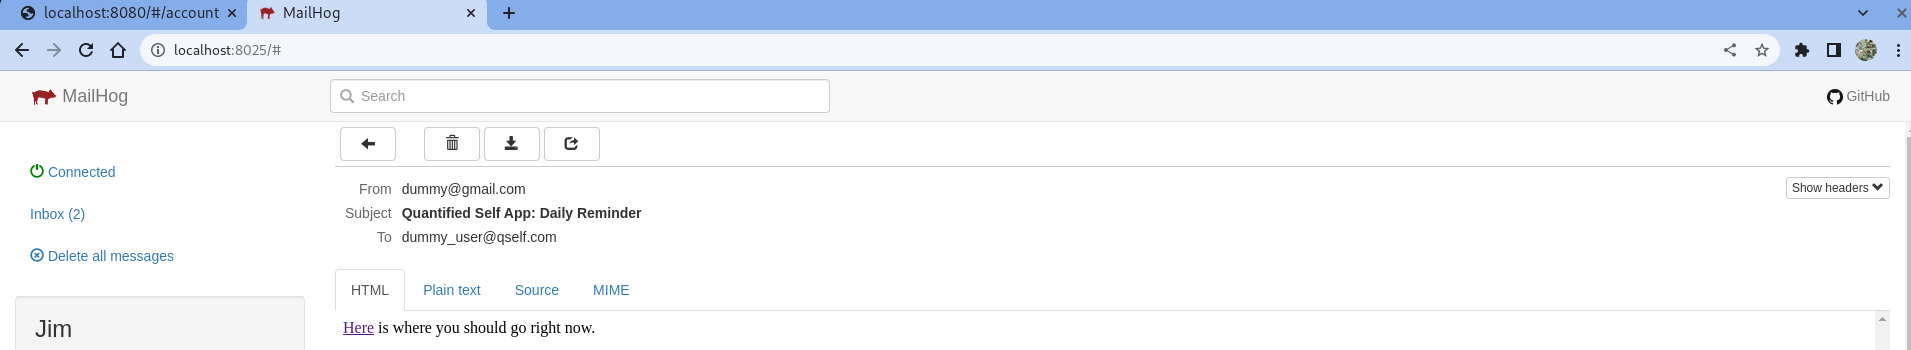 localhost:8080/#/account
MailHog
localhost:8025/#
MailHog
Search
GitHub
Connected
Inbox (2)
Delete all messages
Jim
From dummy@gmail.com
Show headers
Subject Quantified Self App: Daily Reminder
To dummy_user@qself.com
HTML Plain text Source MIME
Here is where you should go right now.